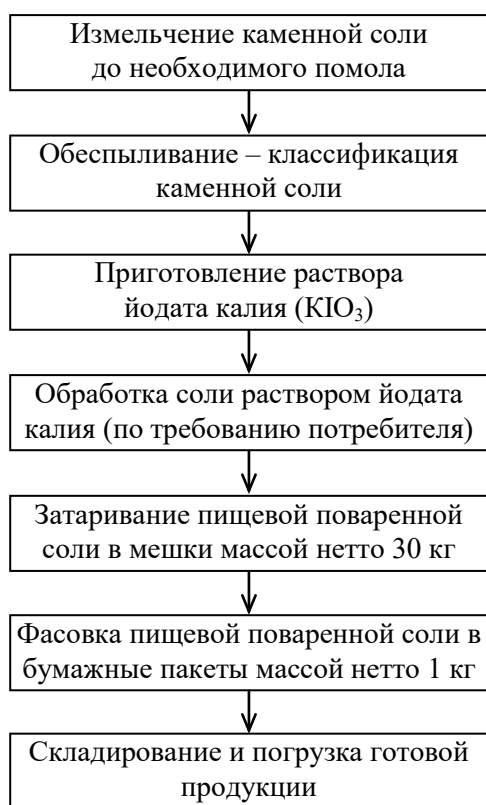 Измельчение каменной соли
до необходимого помола
Обеспыливание – классификация
каменной соли
Приготовление раствора
йодата калия (KIO₃)
Обработка соли раствором йодата
калия (по требованию потребителя)
Затаривание пищевой поваренной
соли в мешки массой нетто 30 кг
Фасовка пищевой поваренной соли в
бумажные пакеты массой нетто 1 кг
Складирование и погрузка готовой
продукции